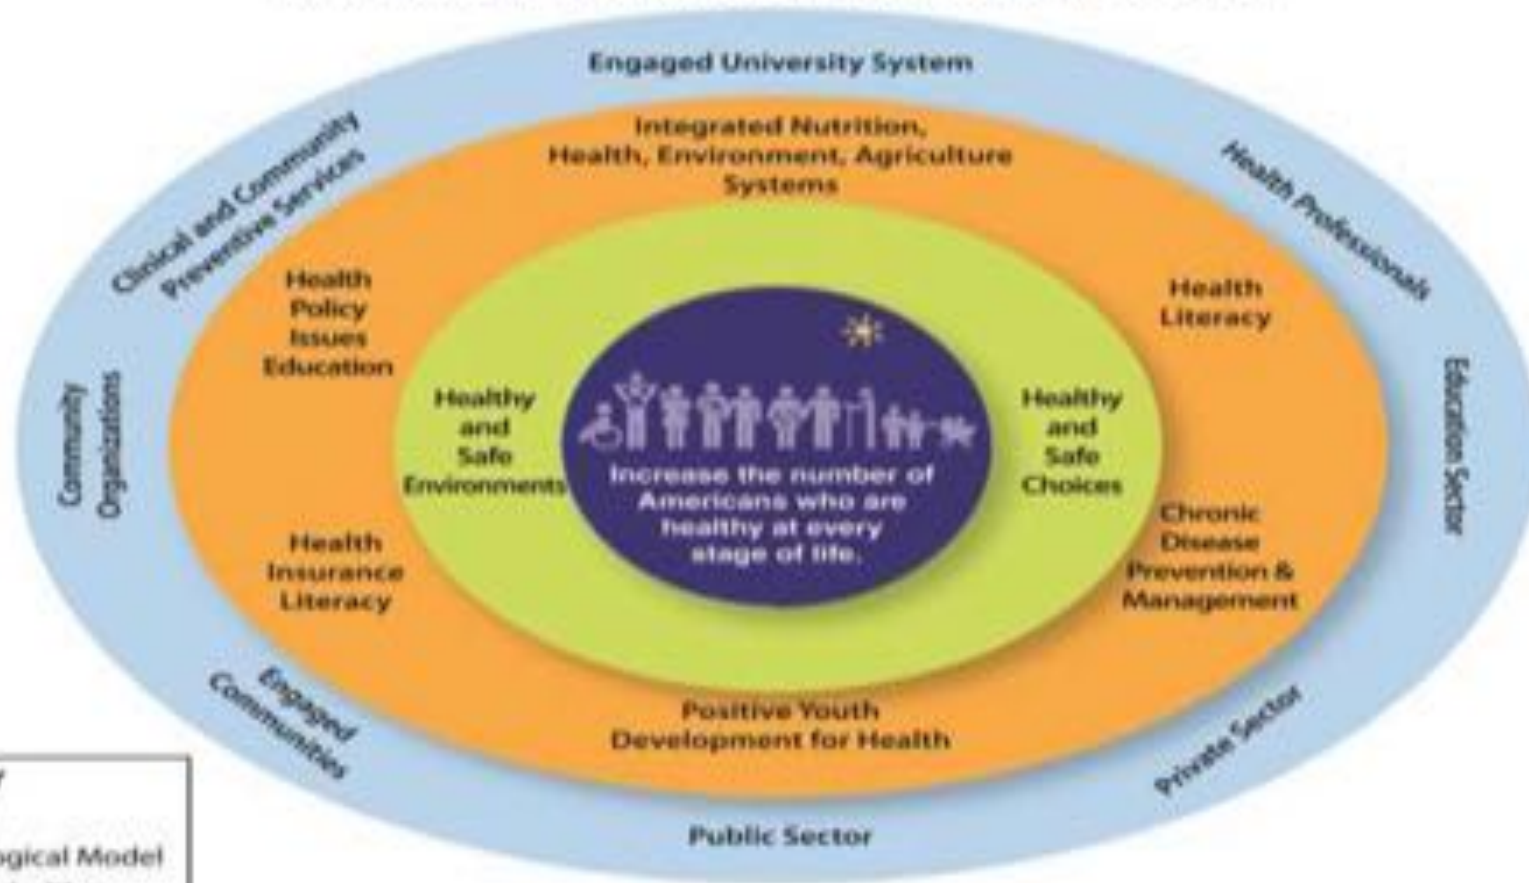 Engaged University System
Clinical and Community
Preventive Services
Health Professionals
Integrated Nutrition,
Health, Environment, Agriculture
Systems
Health
Policy
Issues
Education
Health
Literacy
Community
Organizations
Education Sector
Healthy
and
Safe
Environments
Increase the number of
Americans who are
healthy at every
stage of life.
Healthy
and
Safe
Choices
Health
Insurance
Literacy
Chronic
Disease
Prevention &
Management
Engaged
Communities
Positive Youth
Development for Health
Private Sector
Public Sector
Model